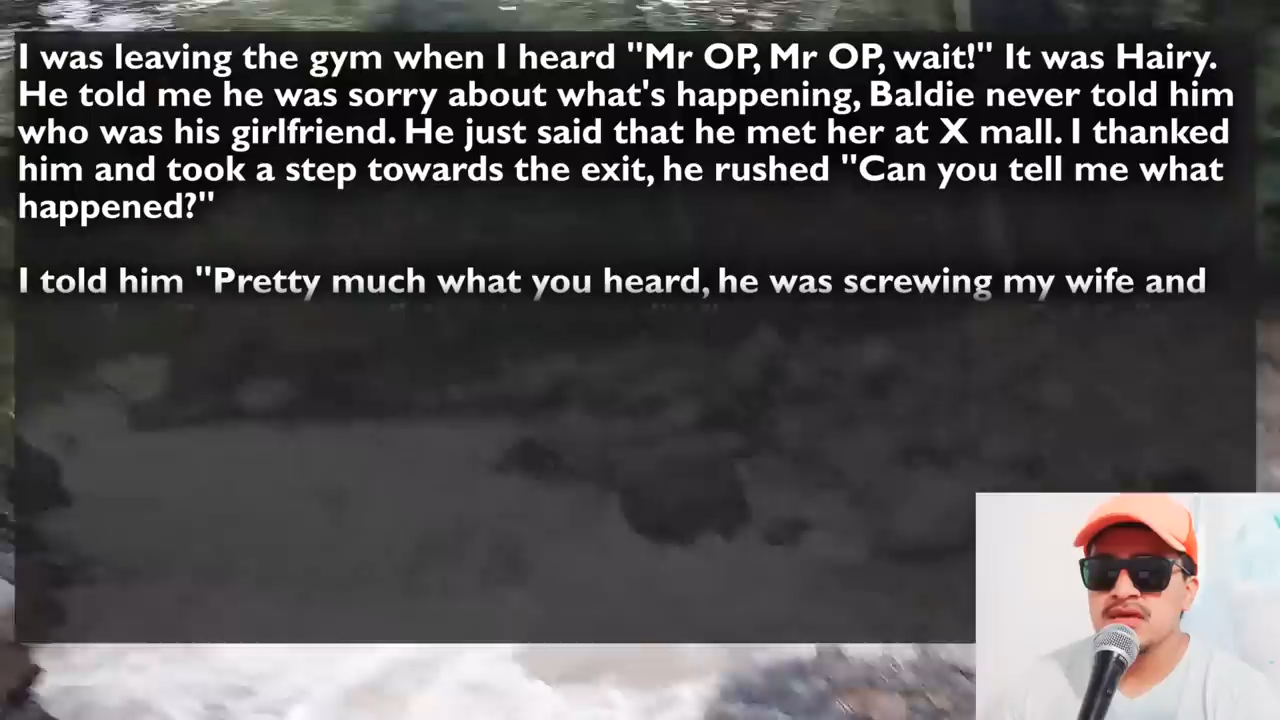 I was leaving the gym when I heard "Mr OP, Mr OP, wait!" It was Hairy.
He told me he was sorry about what's happening, Baldie never told him
who was his girlfriend. He just said that he met her at X mall. I thanked
him and took a step towards the exit, he rushed "Can you tell me what
happened?"
I told him "Pretty much what you heard, he was screwing my wife and